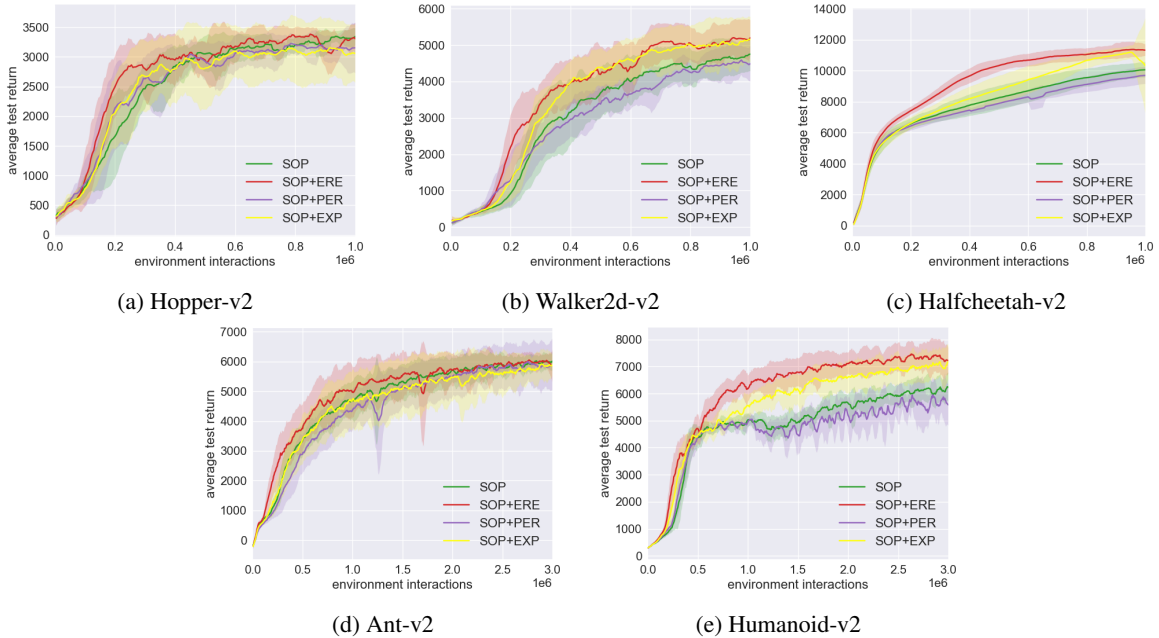 3500
3000
2500
2000
1500
1000
500
0
average test return
SOP
SOP+ERE
SOP+PER
SOP+EXP
0.0 0.2 0.4 0.6 0.8 1.0
environment interactions 1e6
(a) Hopper-v2
6000
5000
4000
3000
2000
1000
0
average test return
SOP
SOP+ERE
SOP+PER
SOP+EXP
0.0 0.2 0.4 0.6 0.8 1.0
environment interactions 1e6
(b) Walker2d-v2
14000
12000
10000
8000
6000
4000
2000
0
average test return
SOP
SOP+ERE
SOP+PER
SOP+EXP
0.0 0.2 0.4 0.6 0.8 1.0
environment interactions 1e6
(c) Halfcheetah-v2
7000
6000
5000
4000
3000
2000
1000
0
average test return
SOP
SOP+ERE
SOP+PER
SOP+EXP
0.0 0.5 1.0 1.5 2.0 2.5 3.0
environment interactions 1e6
(d) Ant-v2
8000
7000
6000
5000
4000
3000
2000
1000
0
average test return
SOP
SOP+ERE
SOP+PER
SOP+EXP
0.0 0.5 1.0 1.5 2.0 2.5 3.0
environment interactions 1e6
(e) Humanoid-v2